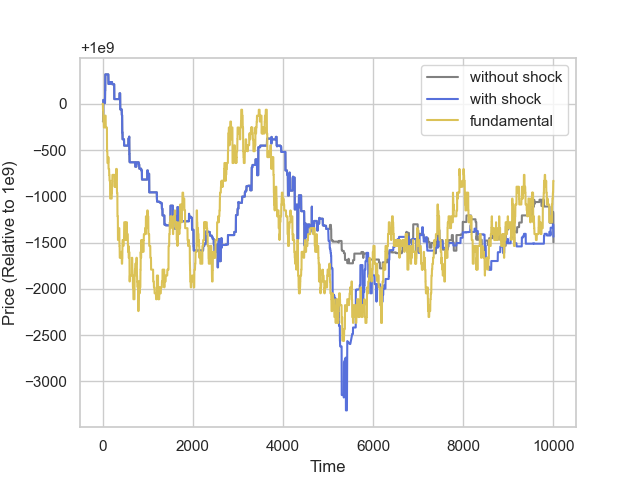 +1e9
without shock
with shock
fundamental
0
−500
−1000
−1500
−2000
−2500
−3000
Price (Relative to 1e9)
0
2000
4000
6000
8000
10000
Time